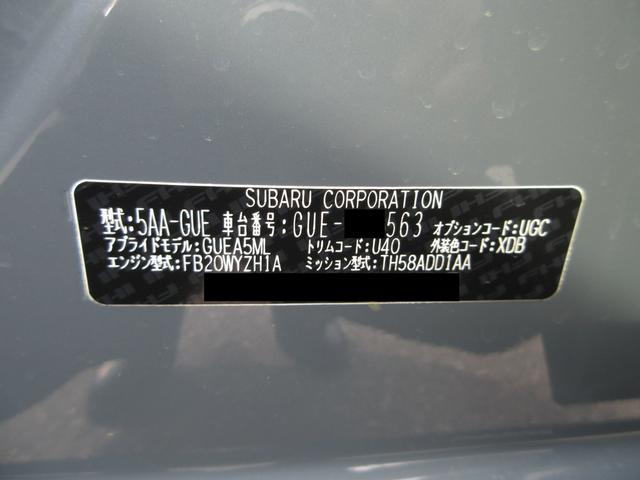 SUBARU CORPORATION
型式:5AA-GUE 車台番号:GUE- 563 オプションコード:UGC
アプライドモデル:GUEA5ML トリムコード:U40 外装色コード:XDB
エンジン型式:FB20WYZH1A ミッション型式:TH58ADD1AA